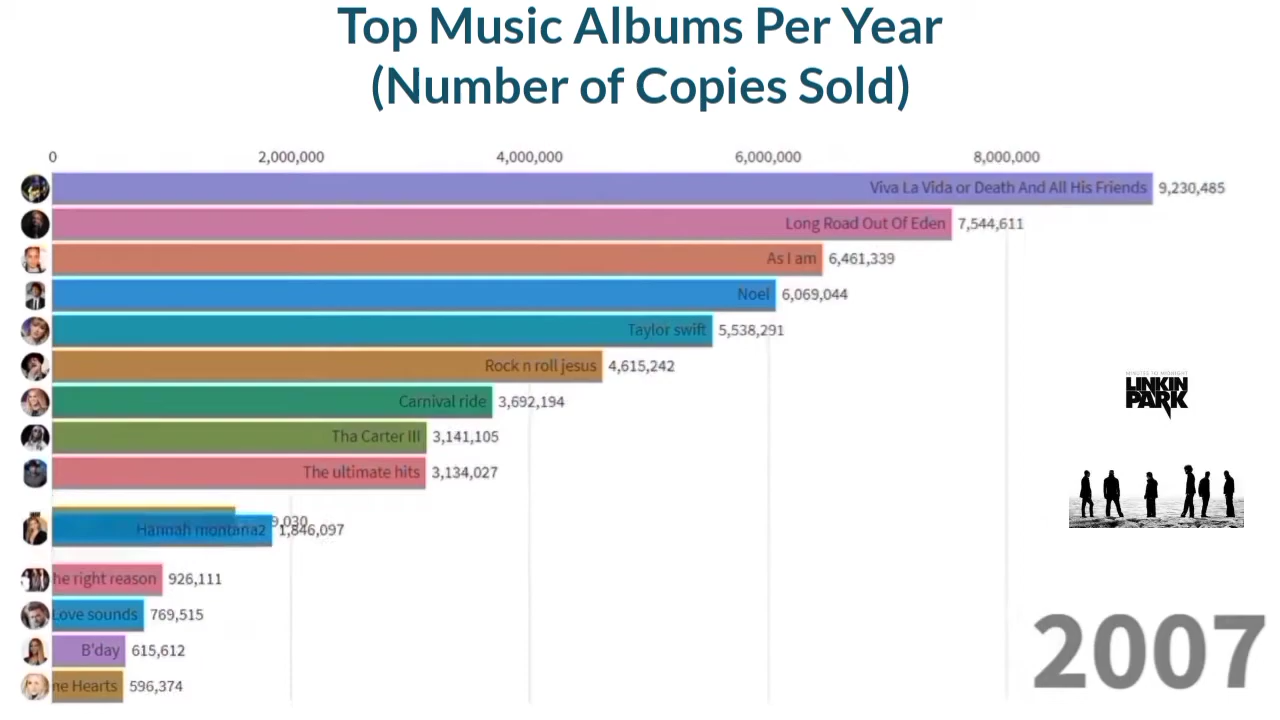 Top Music Albums Per Year
(Number of Copies Sold)
0 2,000,000 4,000,000 6,000,000 8,000,000
Viva La Vida or Death And All His Friends 9,230,485
Long Road Out Of Eden 7,544,611
As I am 6,461,339
Noel 6,069,044
Taylor swift 5,538,291
Rock n roll jesus 4,615,242
Carnival ride 3,692,194
MINUTES TO MIDNIGHT
LINKIN
PARK
Tha Carter III 3,141,105
The ultimate hits 3,134,027
9,030
Hannah montana2 1,846,097
he right reason 926,111
Love sounds 769,515
B'day 615,612
ne Hearts 596,374
2007